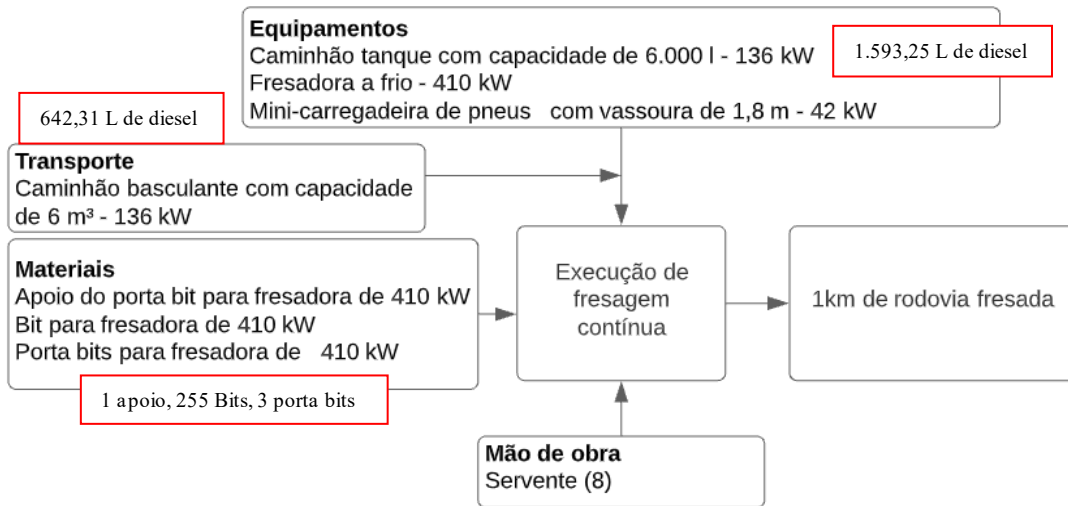 Equipamentos
Caminhão tanque com capacidade de 6.000 l - 136 kW
Fresadora a frio - 410 kW
Mini-carregadeira de pneus com vassoura de 1,8 m - 42 kW
1.593,25 L de diesel
642,31 L de diesel
Transporte
Caminhão basculante com capacidade
de 6 m³ - 136 kW
Materiais
Apoio do porta bit para fresadora de 410 kW
Bit para fresadora de 410 kW
Porta bits para fresadora de 410 kW
1 apoio, 255 Bits, 3 porta bits
Execução de
fresagem
contínua
1km de rodovia fresada
Mão de obra
Servente (8)